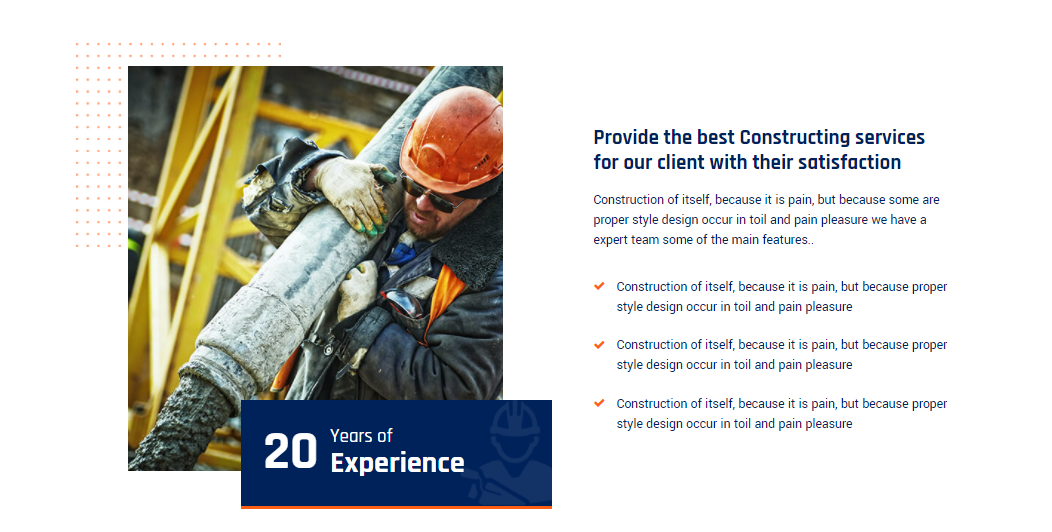 Provide the best Constructing services
for our client with their satisfaction
Construction of itself, because it is pain, but because some are
proper style design occur in toil and pain pleasure we have a
expert team some of the main features..
Construction of itself, because it is pain, but because proper
style design occur in toil and pain pleasure
Construction of itself, because it is pain, but because proper
style design occur in toil and pain pleasure
Construction of itself, because it is pain, but because proper
style design occur in toil and pain pleasure
20 Years of
Experience